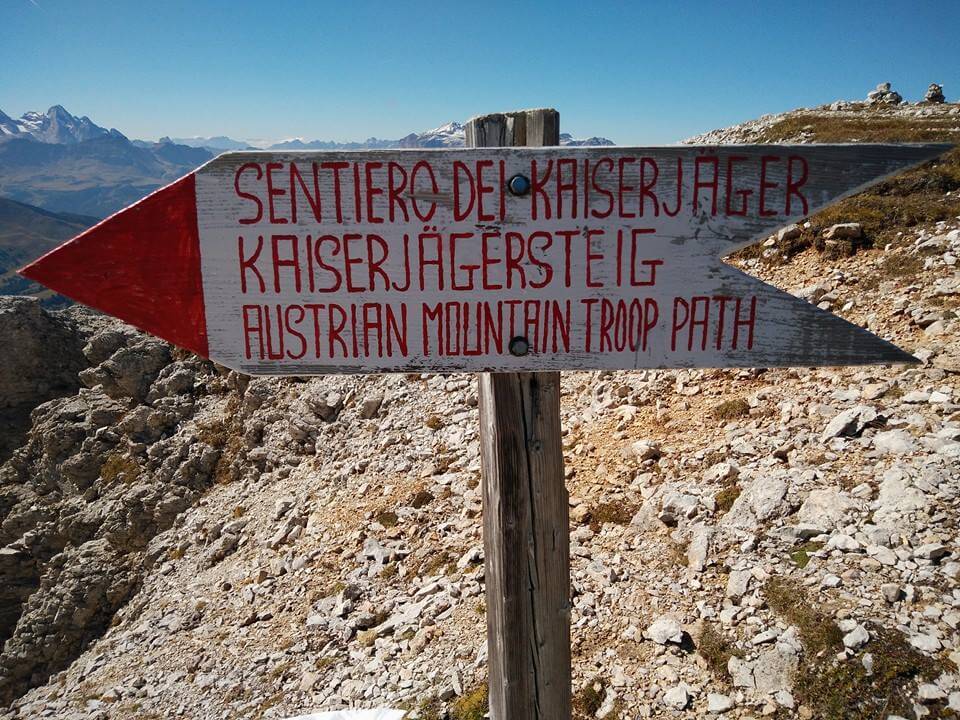 SENTIERO DEI KAISERJÄGER
KAISERJÄGERSTEIG
AUSTRIAN MOUNTAIN TROOP PATH